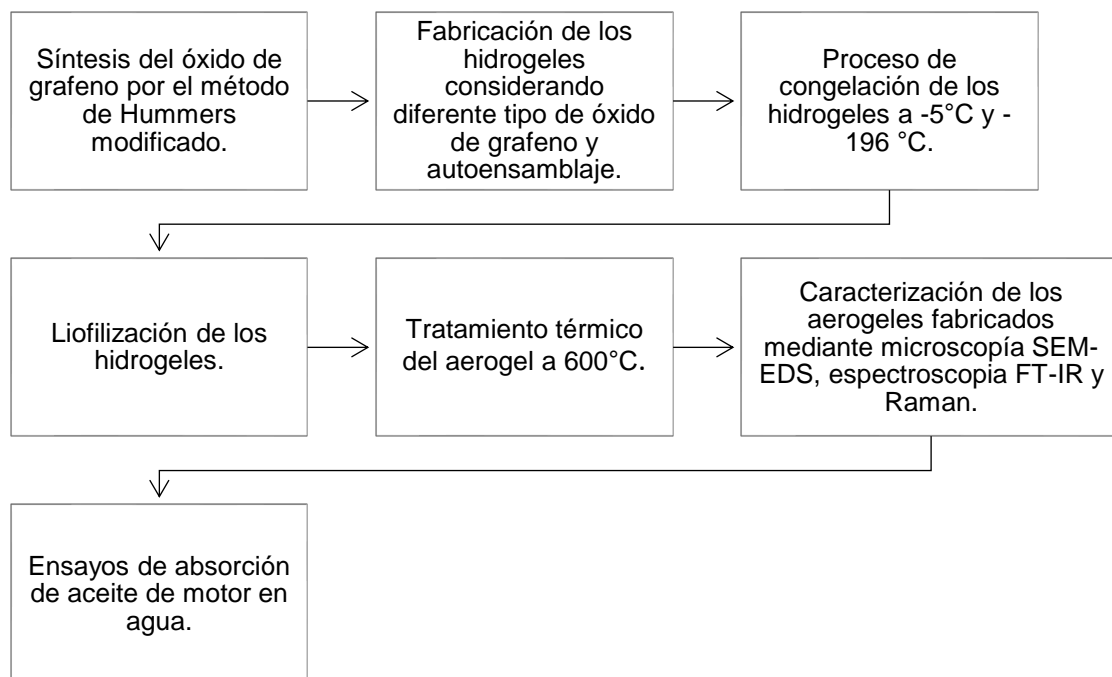 Síntesis del óxido de
grafeno por el método
de Hummers
modificado.
Fabricación de los
hidrogeles
considerando
diferente tipo de óxido
de grafeno y
autoensamblaje.
Proceso de
congelación de los
hidrogeles a -5°C y -
196 °C.
Liofilización de los
hidrogeles.
Tratamiento térmico
del aerogel a 600°C.
Caracterización de los
aerogeles fabricados
mediante microscopía SEM-
EDS, espectroscopia FT-IR y
Raman.
Ensayos de absorción
de aceite de motor en
agua.